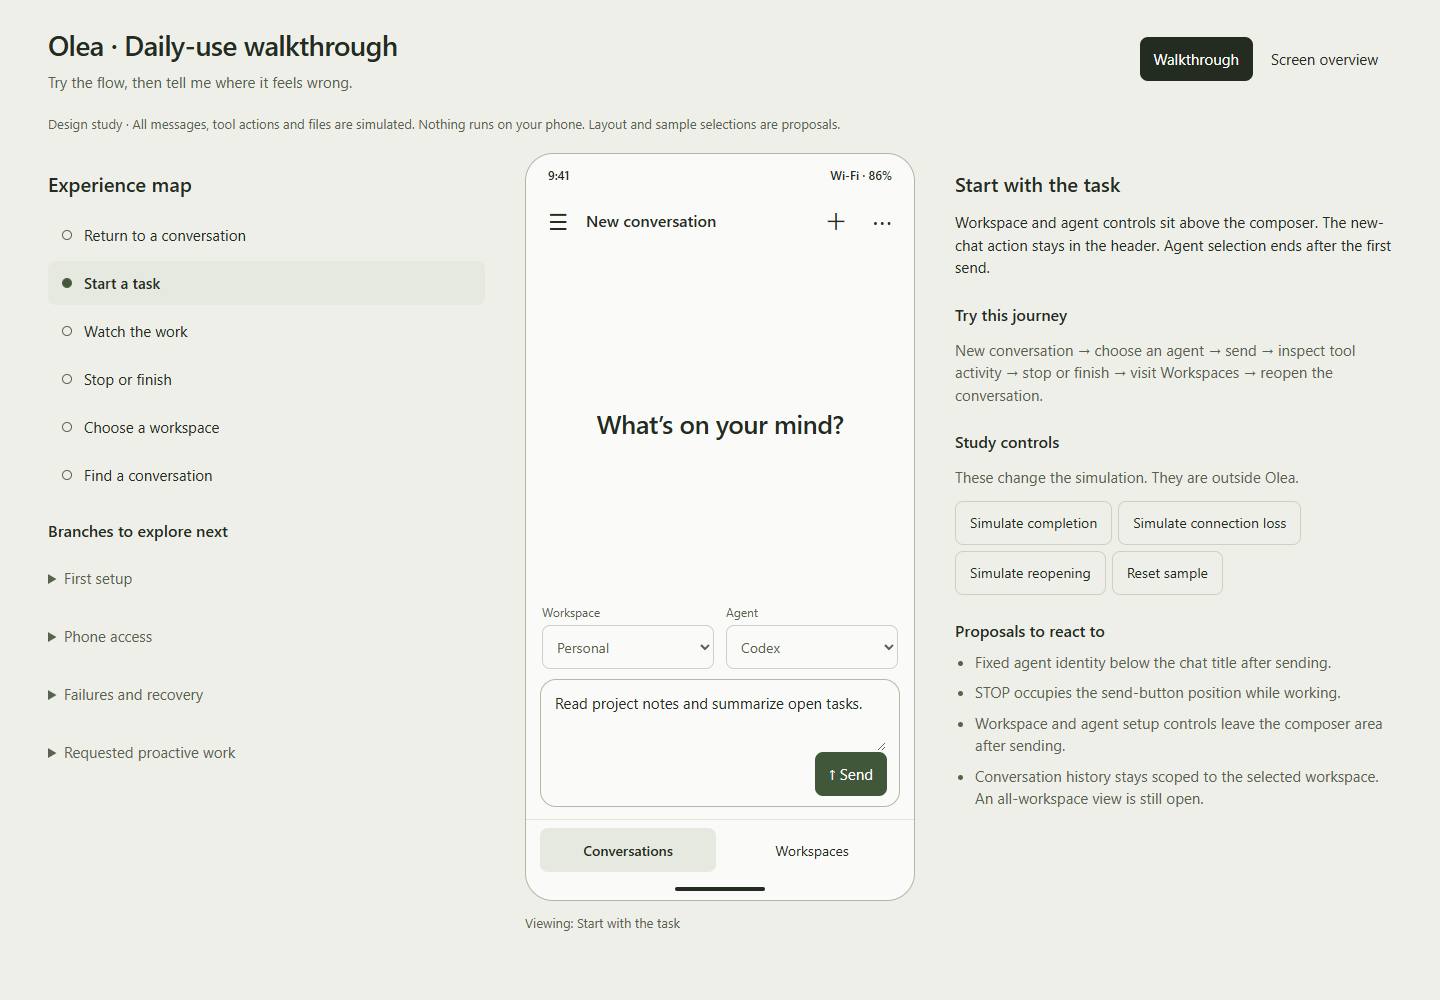 Olea · Daily-use walkthrough
Try the flow, then tell me where it feels wrong.
Walkthrough
Screen overview
Design study · All messages, tool actions and files are simulated. Nothing runs on your phone. Layout and sample selections are proposals.
Experience map
Return to a conversation
Start a task
Watch the work
Stop or finish
Choose a workspace
Find a conversation
Branches to explore next
First setup
Phone access
Failures and recovery
Requested proactive work
9:41
Wi-Fi · 86%
New conversation
What’s on your mind?
Workspace
Agent
Personal
Codex
Read project notes and summarize open tasks.
↑ Send
Conversations
Workspaces
Viewing: Start with the task
Start with the task
Workspace and agent controls sit above the composer. The new-
chat action stays in the header. Agent selection ends after the first
send.
Try this journey
New conversation → choose an agent → send → inspect tool
activity → stop or finish → visit Workspaces → reopen the
conversation.
Study controls
These change the simulation. They are outside Olea.
Simulate completion
Simulate connection loss
Simulate reopening
Reset sample
Proposals to react to
• Fixed agent identity below the chat title after sending.
• STOP occupies the send-button position while working.
• Workspace and agent setup controls leave the composer area
after sending.
• Conversation history stays scoped to the selected workspace.
An all-workspace view is still open.